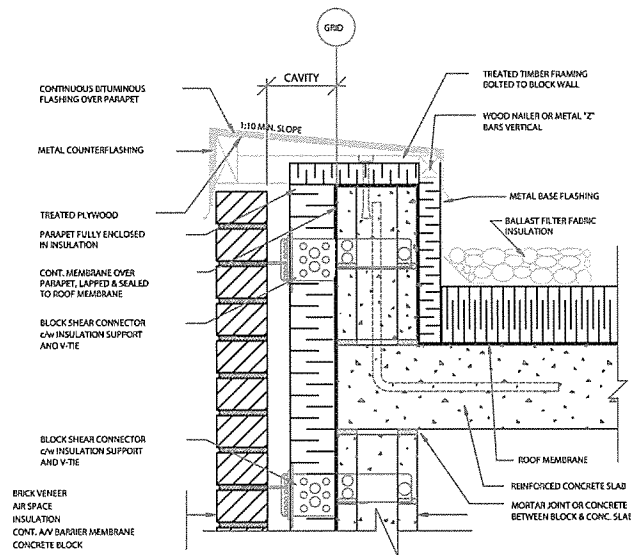 GRID
CAVITY
CONTINUOUS BITUMINOUS
FLASHING OVER PARAPET
1:10 MIN. SLOPE
METAL COUNTERFLASHING
TREATED PLYWOOD
PARAPET FULLY ENCLOSED
IN INSULATION
CONT. MEMBRANE OVER
PARAPET, LAPPED & SEALED
TO ROOF MEMBRANE
BLOCK SHEAR CONNECTOR
c/w INSULATION SUPPORT
AND V-TIE
BLOCK SHEAR CONNECTOR
c/w INSULATION SUPPORT
AND V-TIE
BRICK VENEER
AIR SPACE
INSULATION
CONT. A/V BARRIER MEMBRANE
CONCRETE BLOCK
TREATED TIMBER FRAMING
BOLTED TO BLOCK WALL
WOOD NAILER OR METAL "Z"
BARS VERTICAL
METAL BASE FLASHING
BALLAST FILTER FABRIC
INSULATION
ROOF MEMBRANE
REINFORCED CONCRETE SLAB
MORTAR JOINT OR CONCRETE
BETWEEN BLOCK & CONC. SLAB